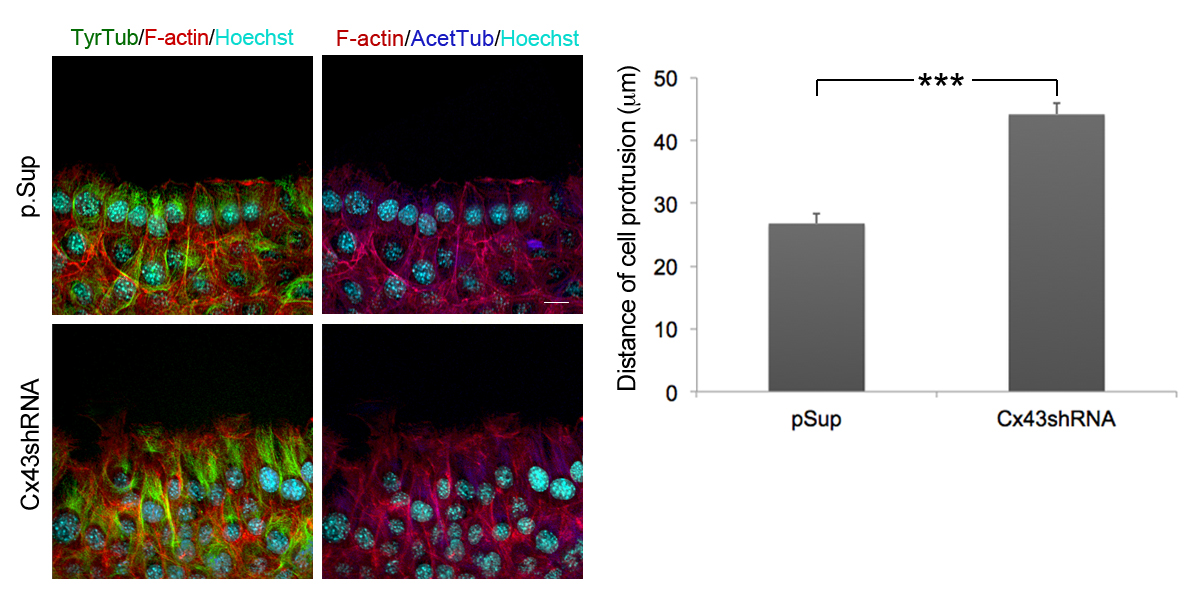 TyrTub/F-actin/Hoechst
F-actin/AcetTub/Hoechst
p.Sup
Cx43shRNA
Distance of cell protrusion (μm)
50
40
30
20
10
0
***
pSup
Cx43shRNA